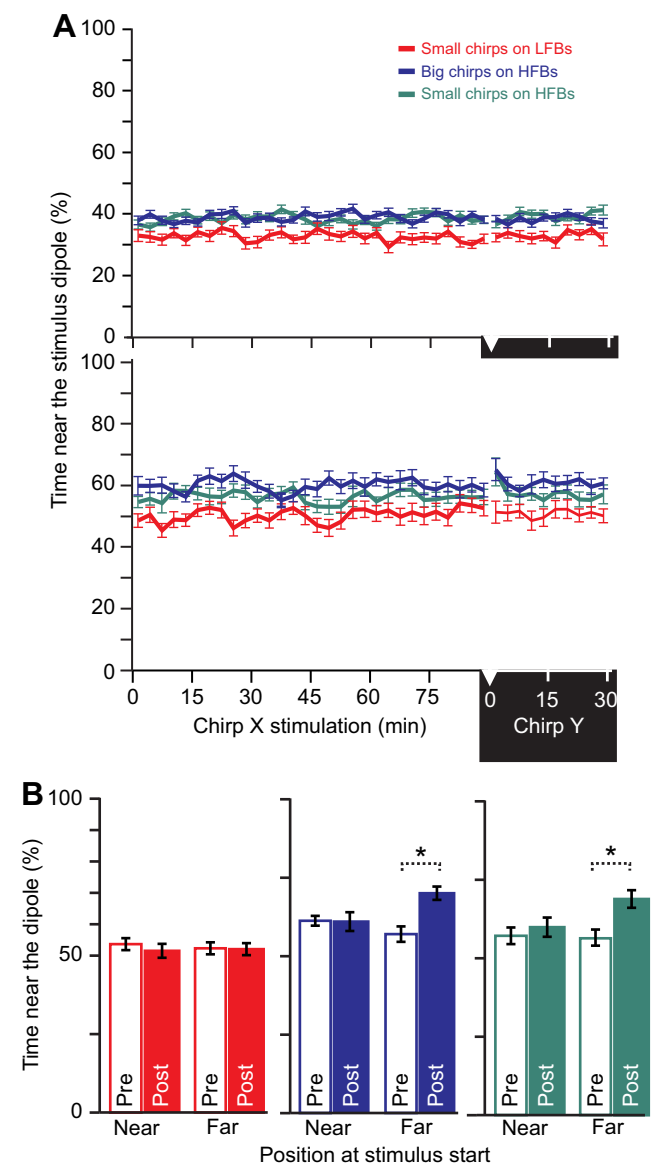 A
100
80
60
40
20
0
Small chirps on LFBs
Big chirps on HFBs
Small chirps on HFBs
Time near the stimulus dipole (%)
100
80
60
40
20
0
0 15 30 45 60 75
Chirp X stimulation (min)
0 15 30
Chirp Y
B
100
50
0
Time near the dipole (%)
* *
Pre Post Pre Post Pre Post Pre Post Pre Post Pre Post
Near Far Near Far Near Far
Position at stimulus start